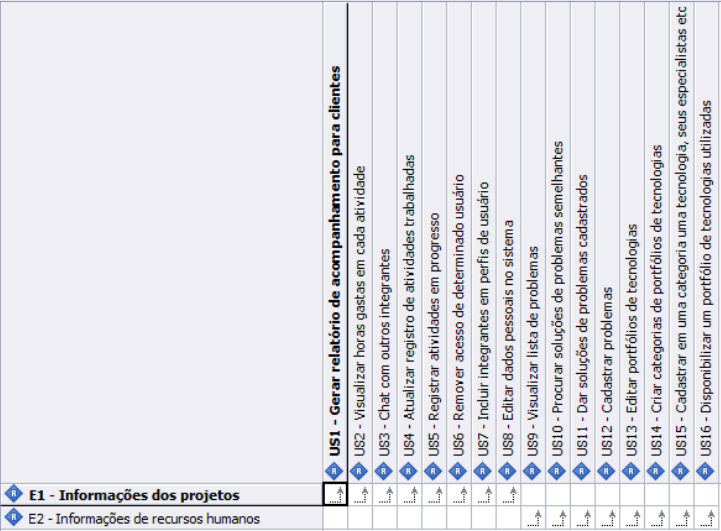 US1 - Gerar relatório de acompanhamento para clientes
US2 - Visualizar horas gastas em cada atividade
US3 - Chat com outros integrantes
US4 - Atualizar registro de atividades trabalhadas
US5 - Registrar atividades em progresso
US6 - Remover acesso de determinado usuário
US7 - Incluir integrantes em perfis de usuário
US8 - Editar dados pessoais no sistema
US9 - Visualizar lista de problemas
US10 - Procurar soluções de problemas semelhantes
US11 - Dar soluções de problemas cadastrados
US12 - Cadastrar problemas
US13 - Editar portfólios de tecnologias
US14 - Criar categorias de portfólios de tecnologias
US15 - Cadastrar em uma categoria uma tecnologia, seus especialistas etc
US16 - Disponibilizar um portfólio de tecnologias utilizadas
E1 - Informações dos projetos
E2 - Informações de recursos humanos